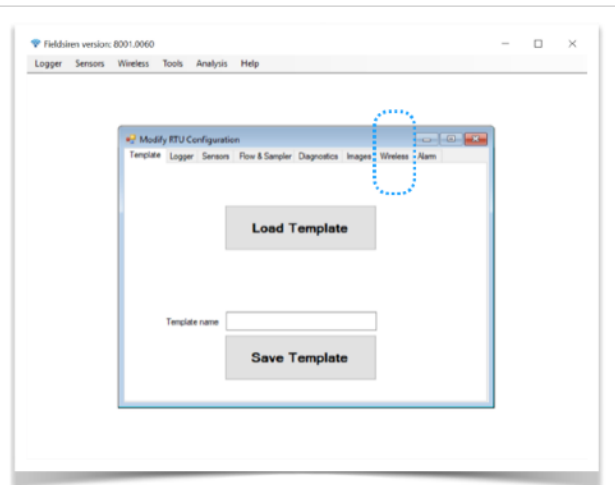 Fieldsiren version: 8001.0060
Logger Sensors Wireless Tools Analysis Help
Modify RTU Configuration
Template Logger Sensors Flow & Sampler Diagnostics Images Wireless Alarm
Load Template
Template name
Save Template